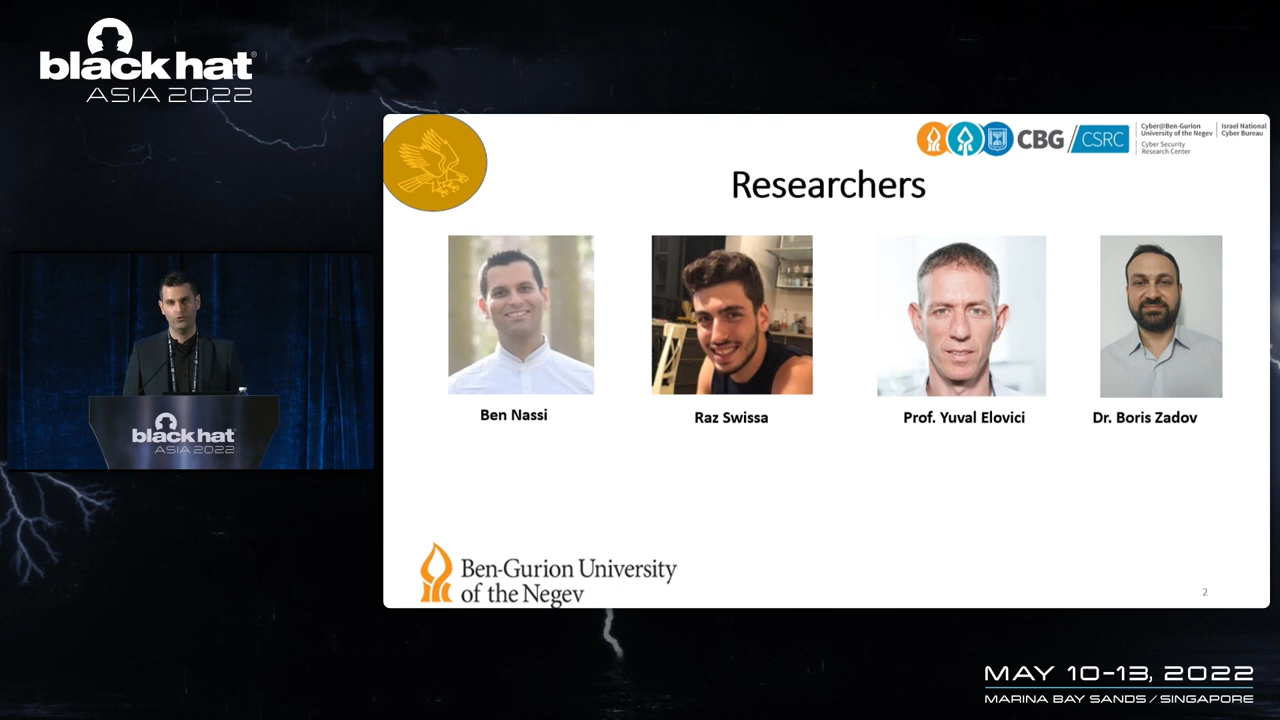 black hat®
ASIA 2022
CBG
CSRC
Cyber@Ben-Gurion
University of the Negev
Israel National
Cyber Bureau
Cyber Security
Research Center
Researchers
Ben Nassi
Raz Swissa
Prof. Yuval Elovici
Dr. Boris Zadov
black hat
ASIA 2022
Ben-Gurion University
of the Negev
2
MAY 10-13, 2022
MARINA BAY SANDS / SINGAPORE